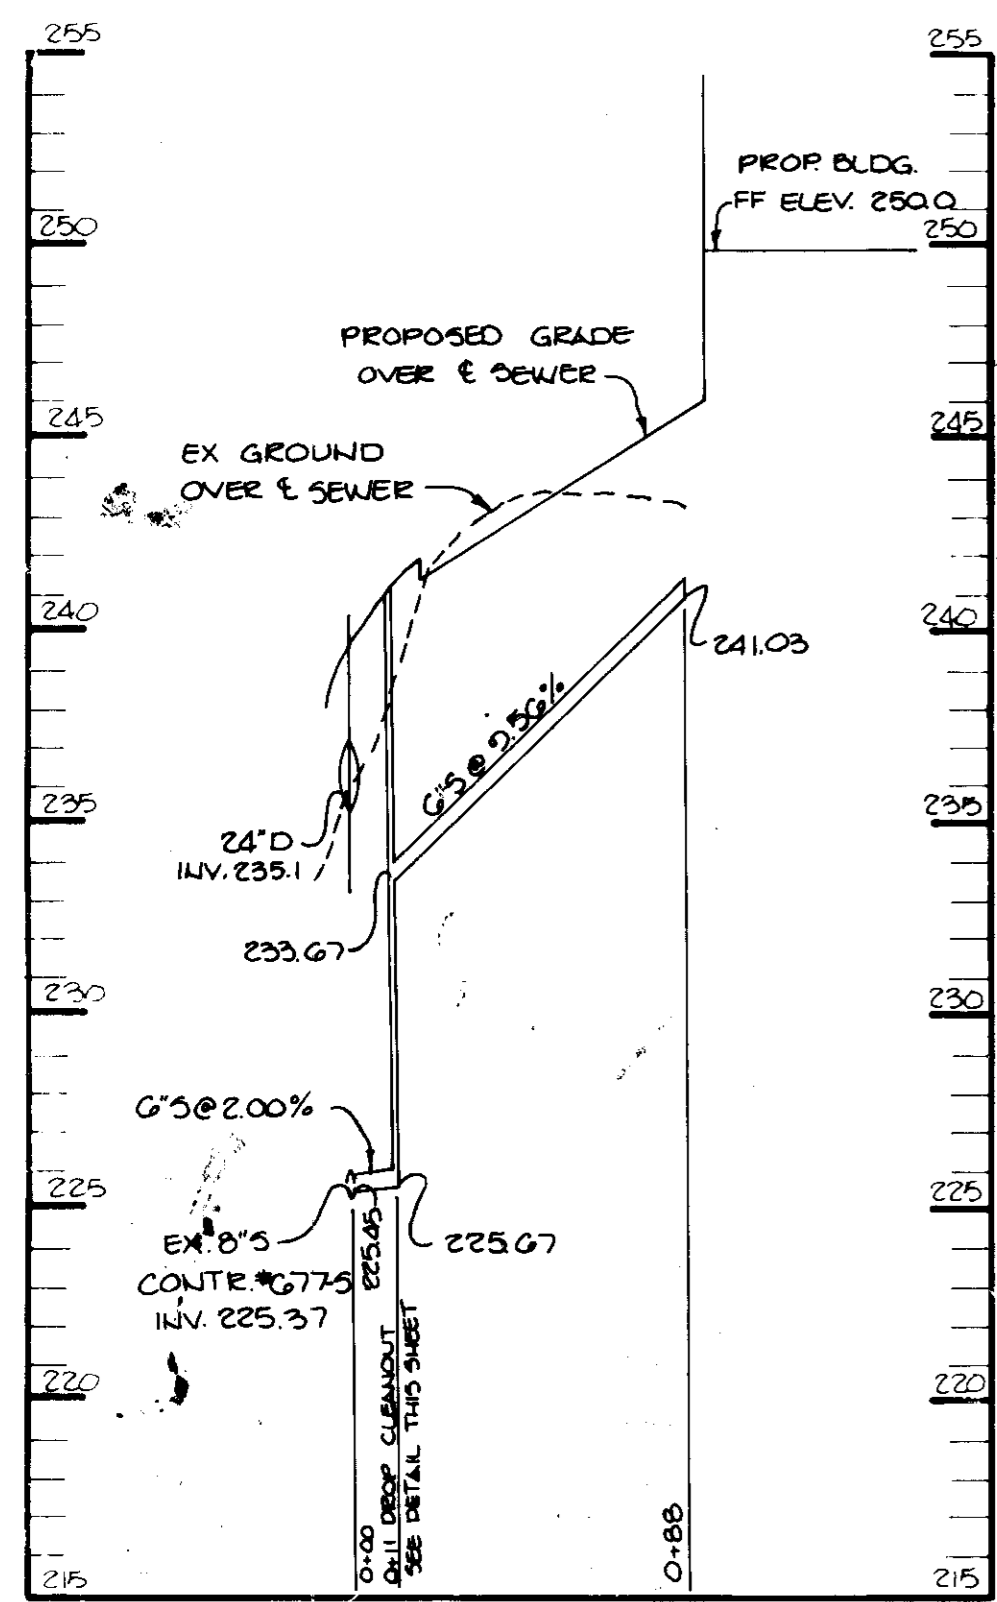 255
255
PROP. BLDG.
FF ELEV. 250.0
250
250
PROPOSED GRADE
OVER ℄ SEWER
245
245
EX GROUND
OVER ℄ SEWER
240
240
241.03
6"S @ 9.56%
235
235
24"D
INV. 235.1
233.67
230
230
6"S@2.00%
225
225
225.45
EX. 8"S
225.67
CONTR.#677-S
INV. 225.37
220
220
0+00
0+11 DROP CLEANOUT
SEE DETAIL THIS SHEET
0+88
215
215